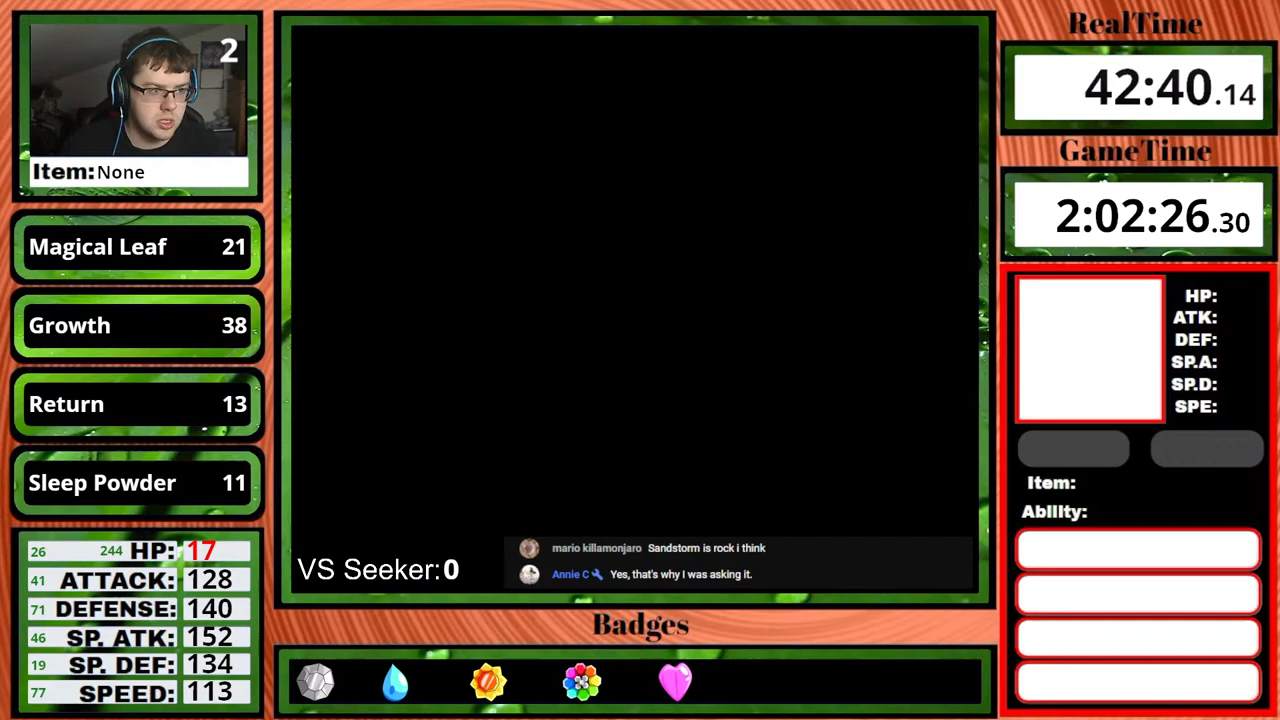 2
Item: None
Magical Leaf 21
Growth 38
Return 13
Sleep Powder 11
26 244 HP: 17
41 ATTACK: 128
71 DEFENSE: 140
46 SP. ATK: 152
19 SP. DEF: 134
77 SPEED: 113
VS Seeker:0
mario killamonjaro Sandstorm is rock i think
Annie C Yes, that's why I was asking it.
Badges
RealTime
42:40.14
GameTime
2:02:26.30
HP:
ATK:
DEF:
SP.A:
SP.D:
SPE:
Item:
Ability: